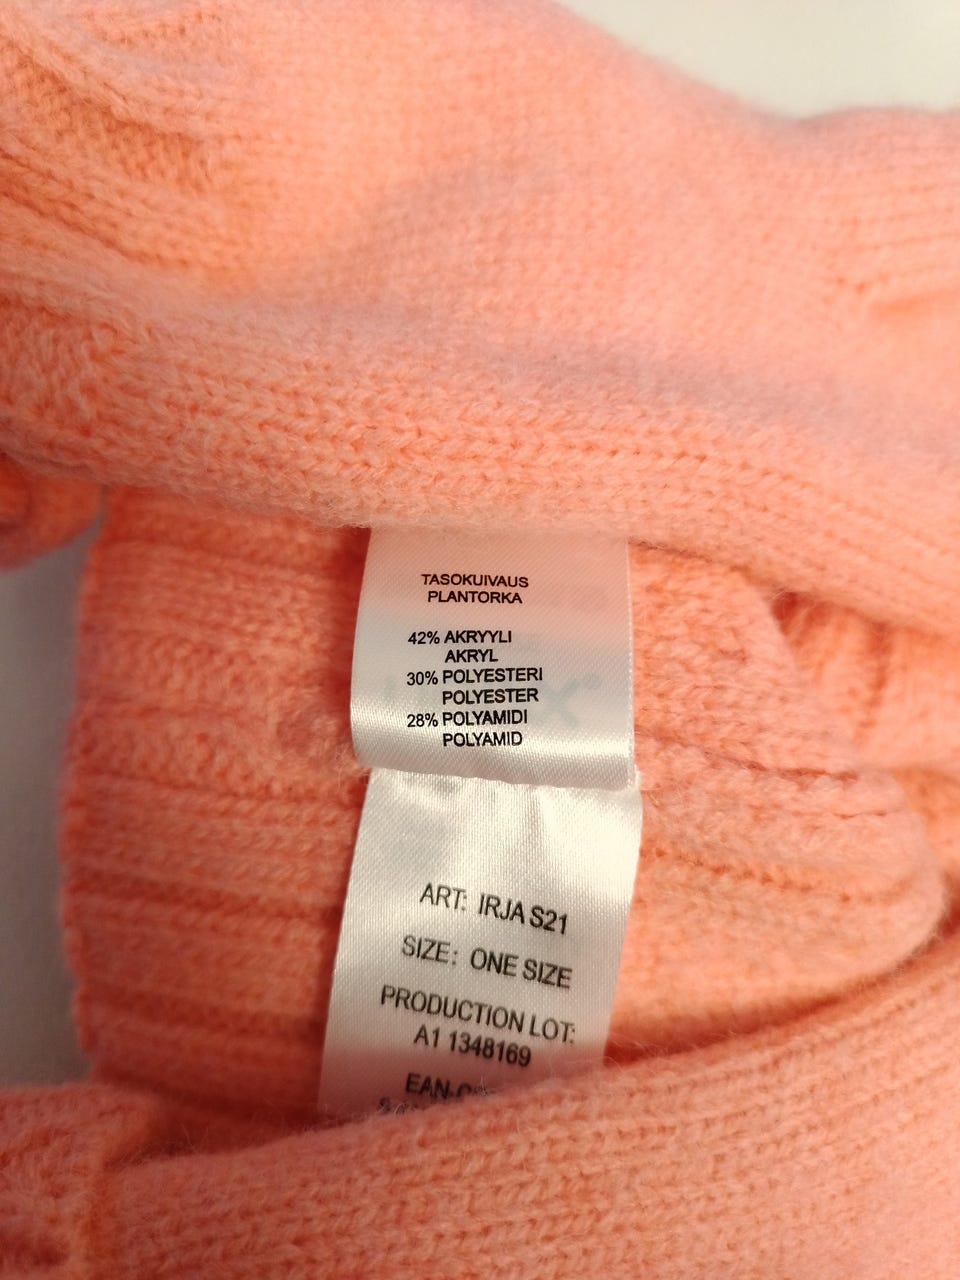 TASOKUIVAUS
PLANTORKA
42% AKRYYLI
AKRYL
30% POLYESTERI
POLYESTER
28% POLYAMIDI
POLYAMID
ART: IRJA S21
SIZE: ONE SIZE
PRODUCTION LOT:
A1 1348169